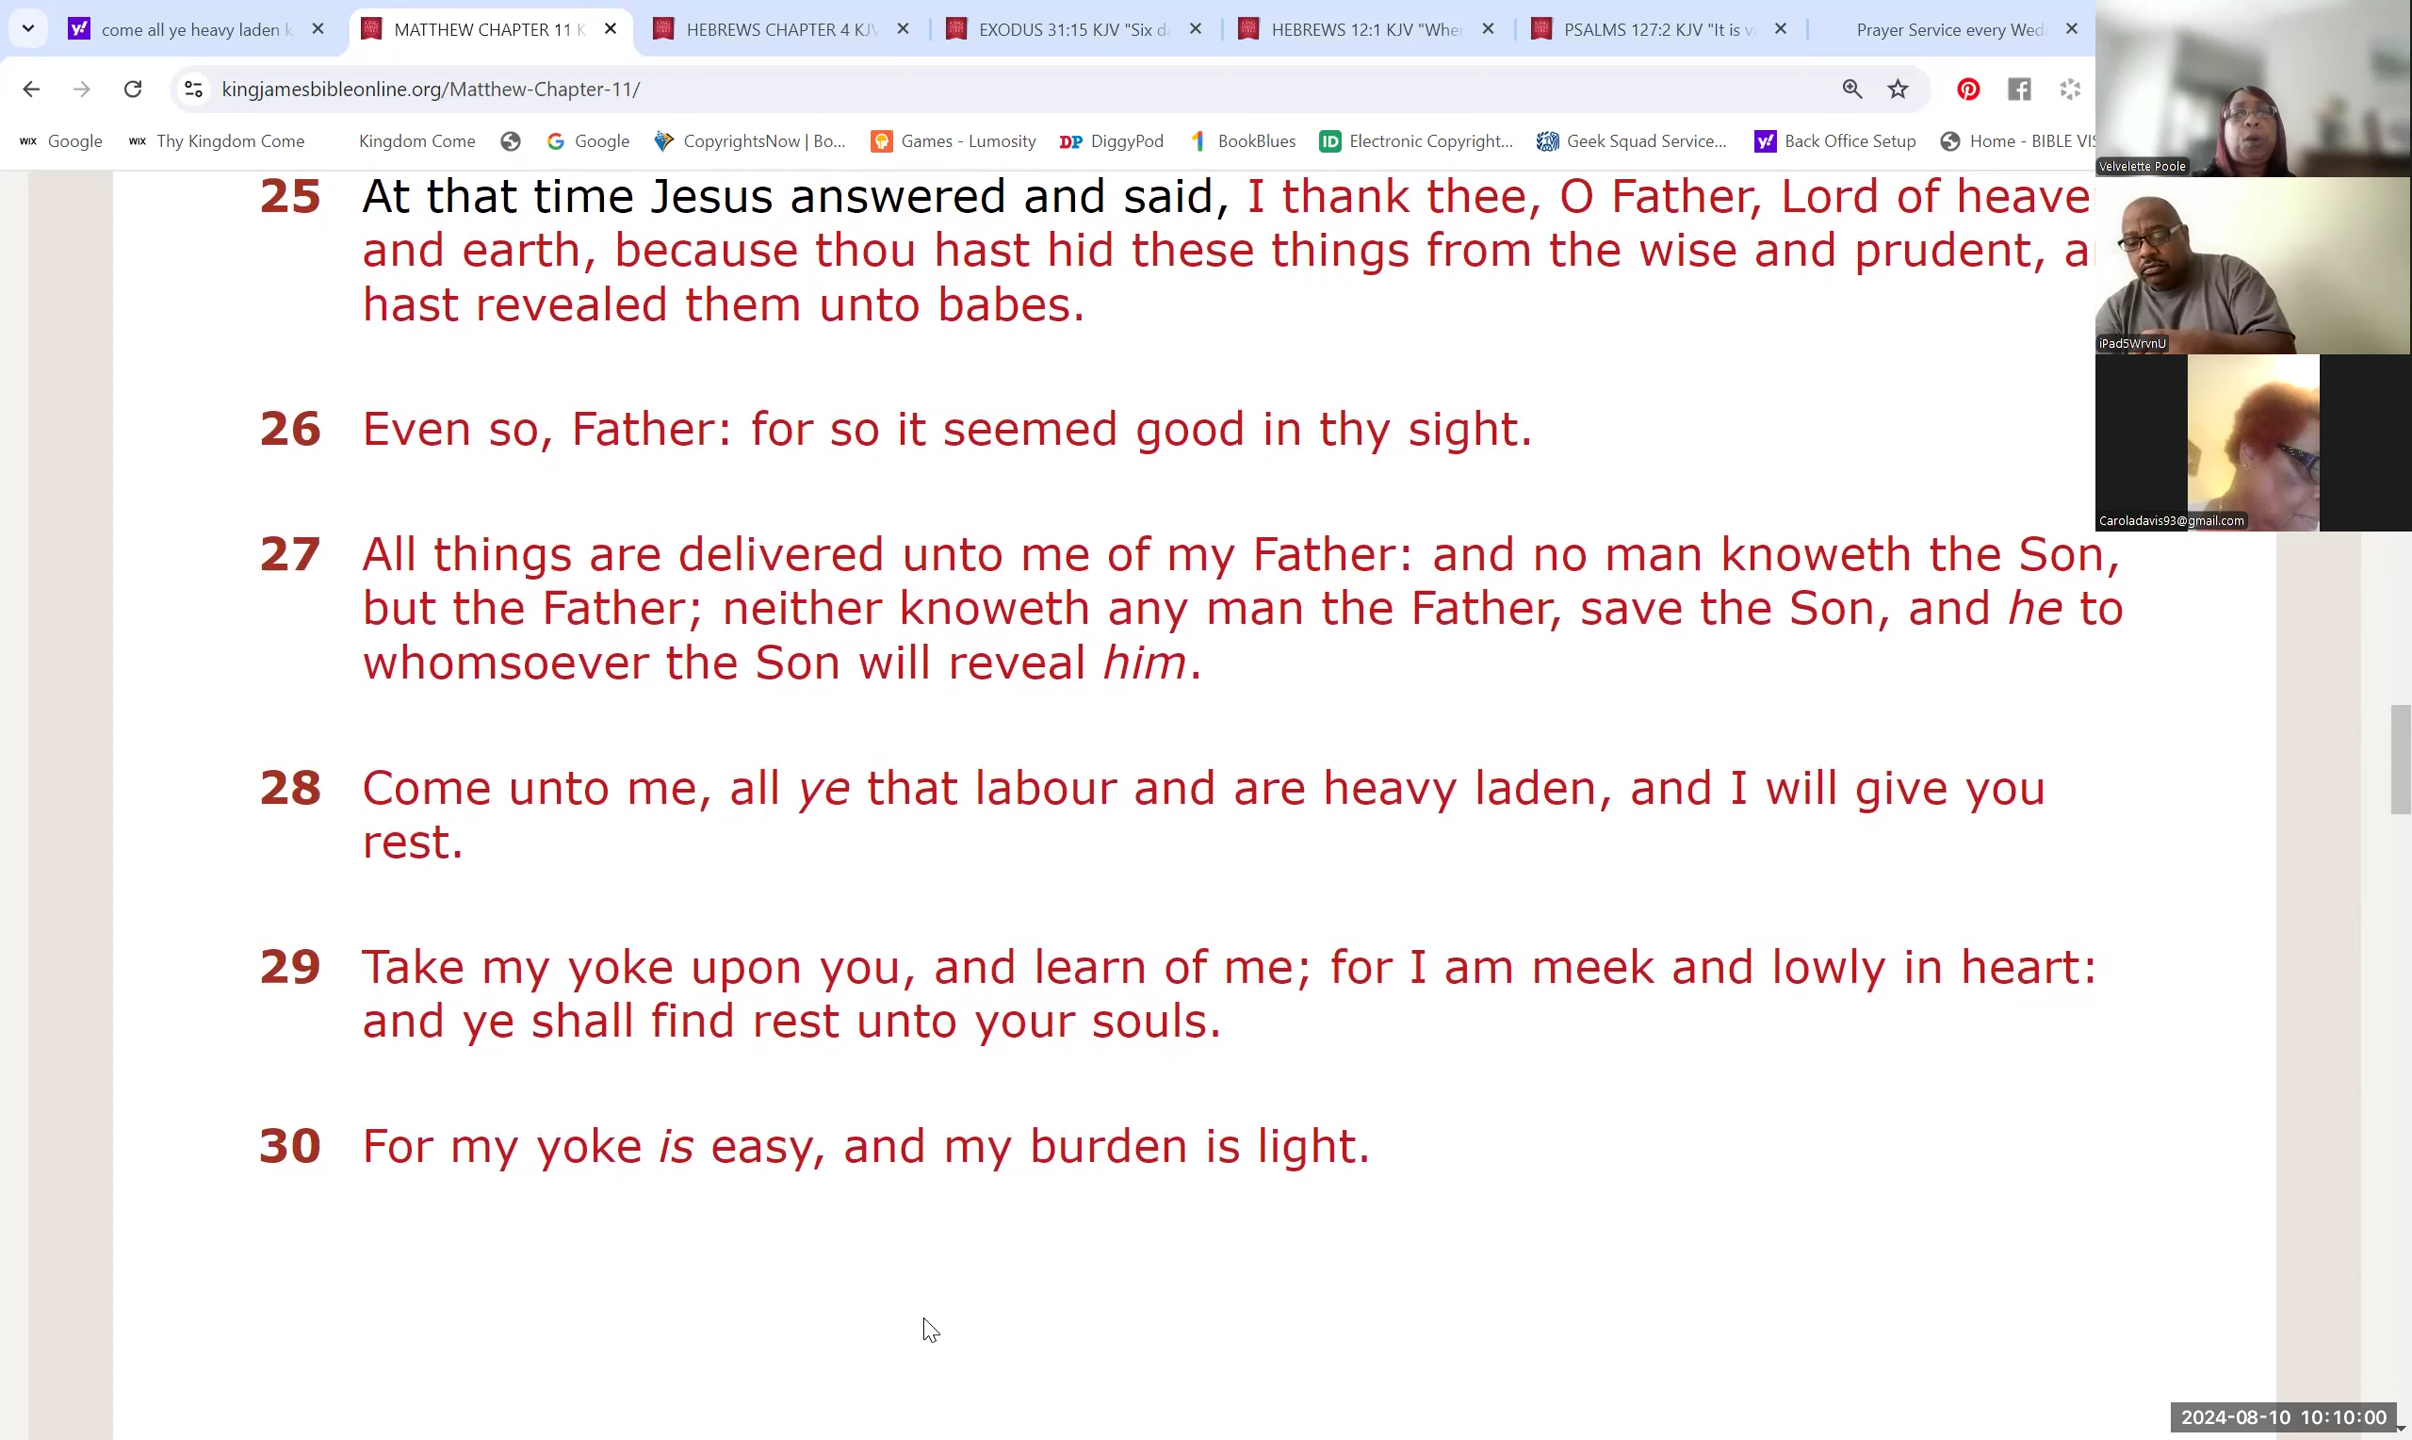 come all ye heavy laden k
MATTHEW CHAPTER 11 K
HEBREWS CHAPTER 4 KJV
EXODUS 31:15 KJV "Six da
HEBREWS 12:1 KJV "Wher
PSALMS 127:2 KJV "It is v
Prayer Service every Wed
kingjamesbibleonline.org/Matthew-Chapter-11/
WIX Google
WIX Thy Kingdom Come
Kingdom Come
Google
CopyrightsNow | Bo...
Games - Lumosity
DP DiggyPod
BookBlues
ID Electronic Copyright...
Geek Squad Service...
Back Office Setup
Home - BIBLE VIS
Velvelette Poole
25 At that time Jesus answered and said, I thank thee, O Father, Lord of heave
and earth, because thou hast hid these things from the wise and prudent, a
hast revealed them unto babes.
iPad5WrvnU
26 Even so, Father: for so it seemed good in thy sight.
Caroladavis93@gmail.com
27 All things are delivered unto me of my Father: and no man knoweth the Son,
but the Father; neither knoweth any man the Father, save the Son, and he to
whomsoever the Son will reveal him.
28 Come unto me, all ye that labour and are heavy laden, and I will give you
rest.
29 Take my yoke upon you, and learn of me; for I am meek and lowly in heart:
and ye shall find rest unto your souls.
30 For my yoke is easy, and my burden is light.
2024-08-10 10:10:00